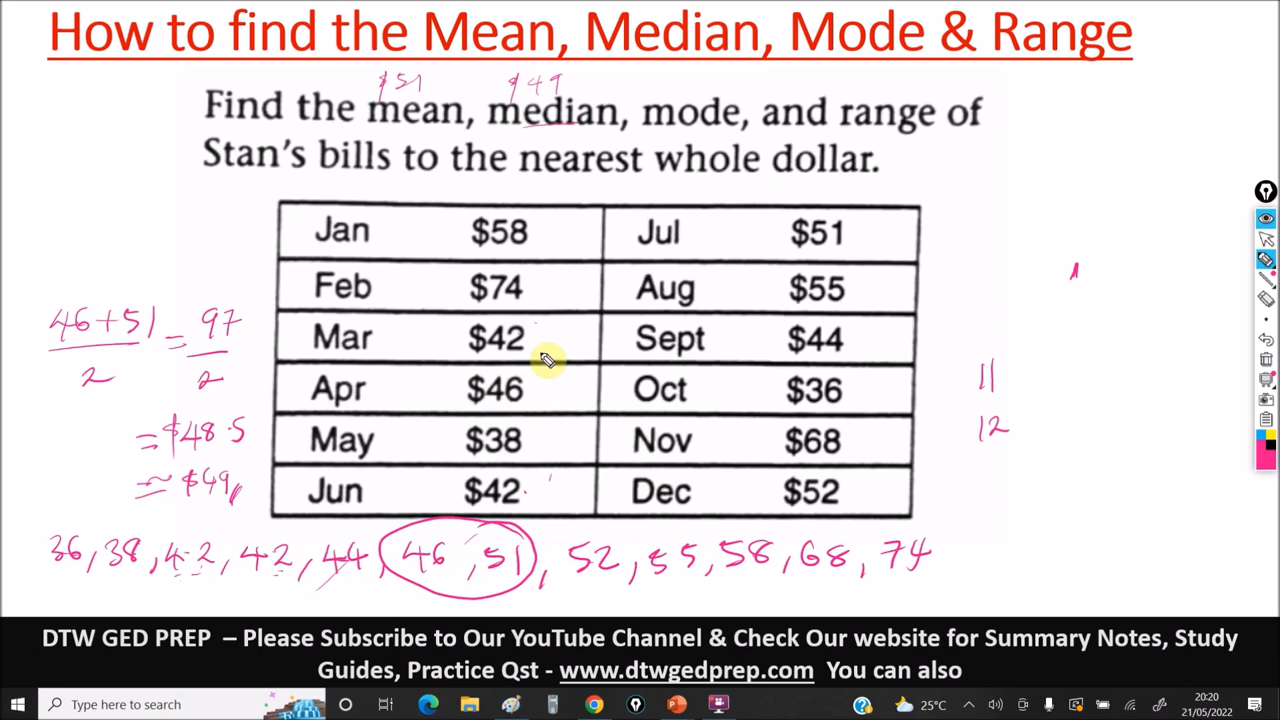 How to find the Mean, Median, Mode & Range
$51 $49
Find the mean, median, mode, and range of
Stan's bills to the nearest whole dollar.
Jan $58 Jul $51
Feb $74 Aug $55
Mar $42 Sept $44
Apr $46 Oct $36
May $38 Nov $68
Jun $42 Dec $52
46+51 = 97
2 2
= $48.5
≈ $49
11
12
36, 38, 42, 42, 44, 46, 51, 52, 55, 58, 68, 74
DTW GED PREP – Please Subscribe to Our YouTube Channel & Check Our website for Summary Notes, Study
Guides, Practice Qst - www.dtwgedprep.com You can also
Type here to search
25°C
20:20
21/05/2022